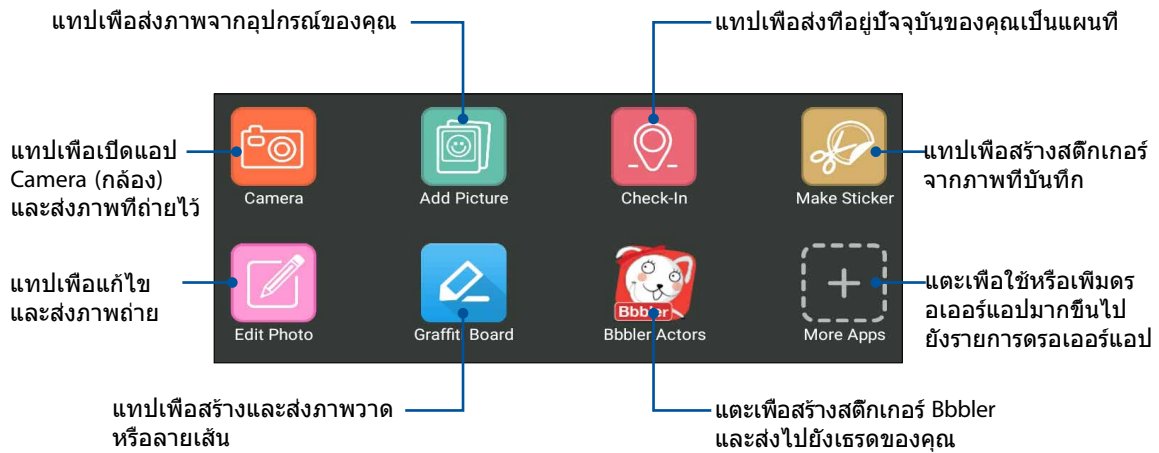 แทปเพือส่งภาพจากอุปกรณ์ของคุณ
แทปเพือส่งทีอยู่ปัจจุบันของคุณเป็นแผนที
แทปเพือเปิดแอป
Camera (กล้อง)
และส่งภาพทีถ่ายไว้
Camera
Add Picture
Check-In
Make Sticker
แทปเพือสร้างสติกเกอร์
จากภาพทีบันทึก
แทปเพือแก้ไข
และส่งภาพถ่าย
Edit Photo
Graffiti Board
Bbbler
Bbbler Actors
More Apps
แตะเพือใช้หรือเพิมดร
อเออร์แอปมากขึนไป
ยังรายการดรอเออร์แอป
แทปเพือสร้างและส่งภาพวาด
หรือลายเส้น
แตะเพือสร้างสติกเกอร์ Bbbler
และส่งไปยังเธรดของคุณ